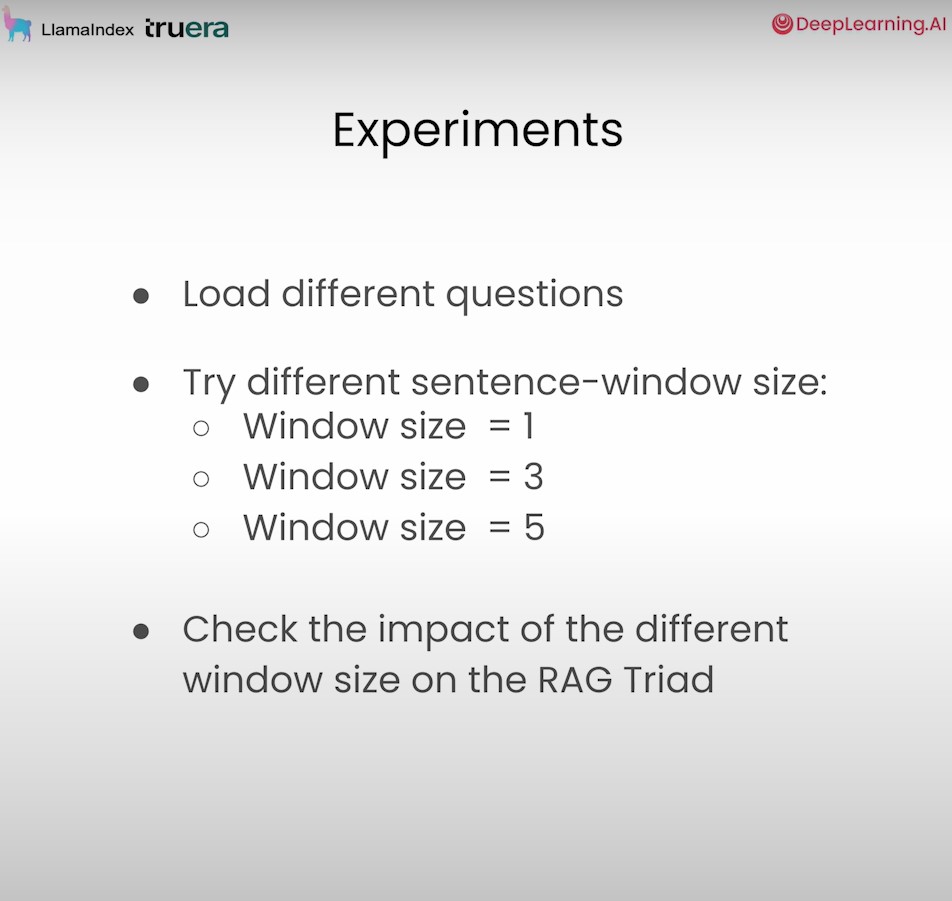 LlamaIndex truera DeepLearning.AI
Experiments
● Load different questions
● Try different sentence-window size:
○ Window size = 1
○ Window size = 3
○ Window size = 5
● Check the impact of the different
window size on the RAG Triad